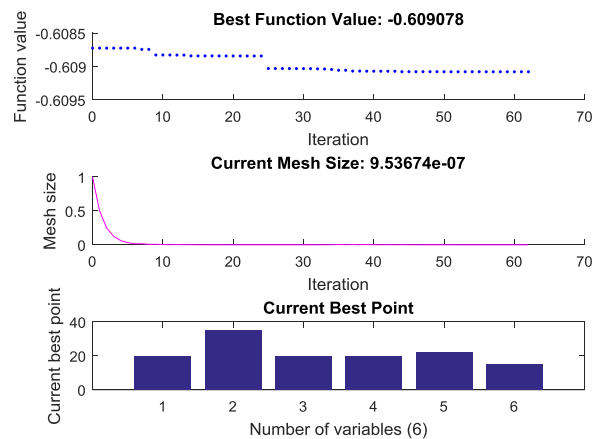 Best Function Value: -0.609078
Function value
-0.6085
-0.609
-0.6095
0 10 20 30 40 50 60 70
Iteration
Current Mesh Size: 9.53674e-07
Mesh size
1
0.5
0
0 10 20 30 40 50 60 70
Iteration
Current Best Point
Current best point
40
20
0
1 2 3 4 5 6
Number of variables (6)